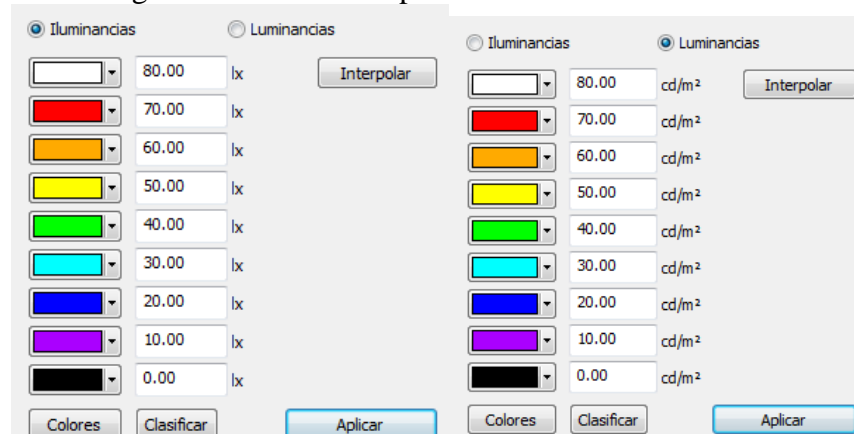 Iluminancias Luminancias
80.00 lx Interpolar
70.00 lx
60.00 lx
50.00 lx
40.00 lx
30.00 lx
20.00 lx
10.00 lx
0.00 lx
Colores Clasificar Aplicar
Iluminancias Luminancias
80.00 cd/m² Interpolar
70.00 cd/m²
60.00 cd/m²
50.00 cd/m²
40.00 cd/m²
30.00 cd/m²
20.00 cd/m²
10.00 cd/m²
0.00 cd/m²
Colores Clasificar Aplicar